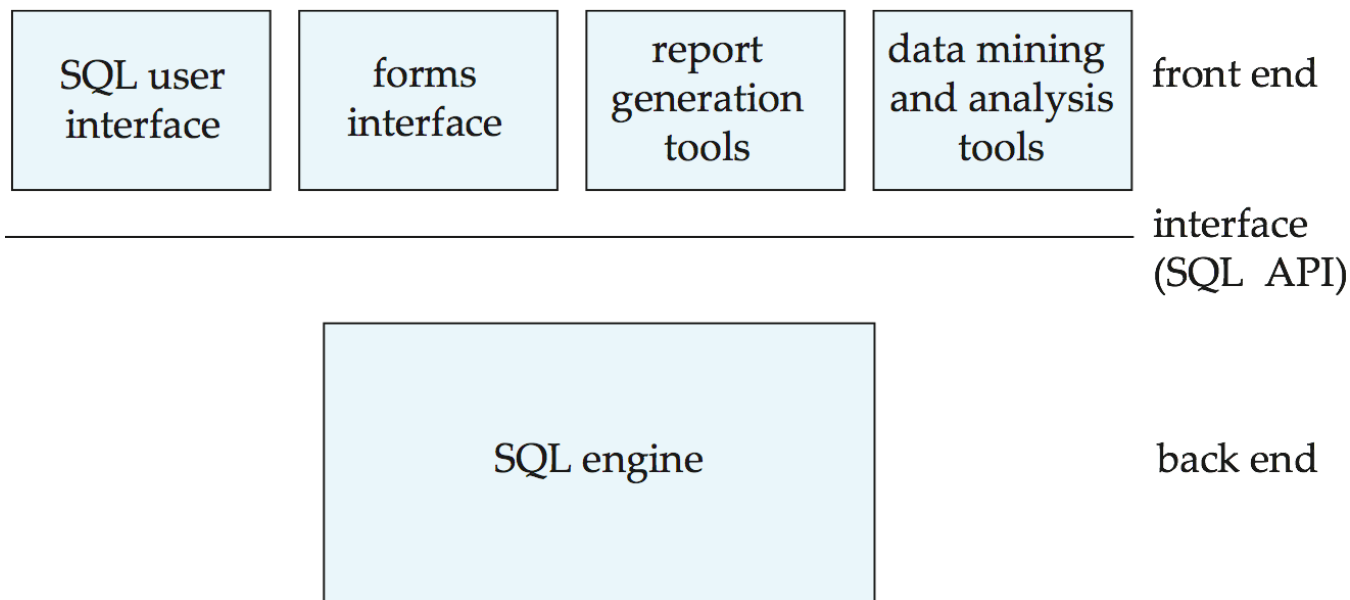 SQL user
interface
forms
interface
report
generation
tools
data mining
and analysis
tools
front end
interface
(SQL API)
SQL engine
back end